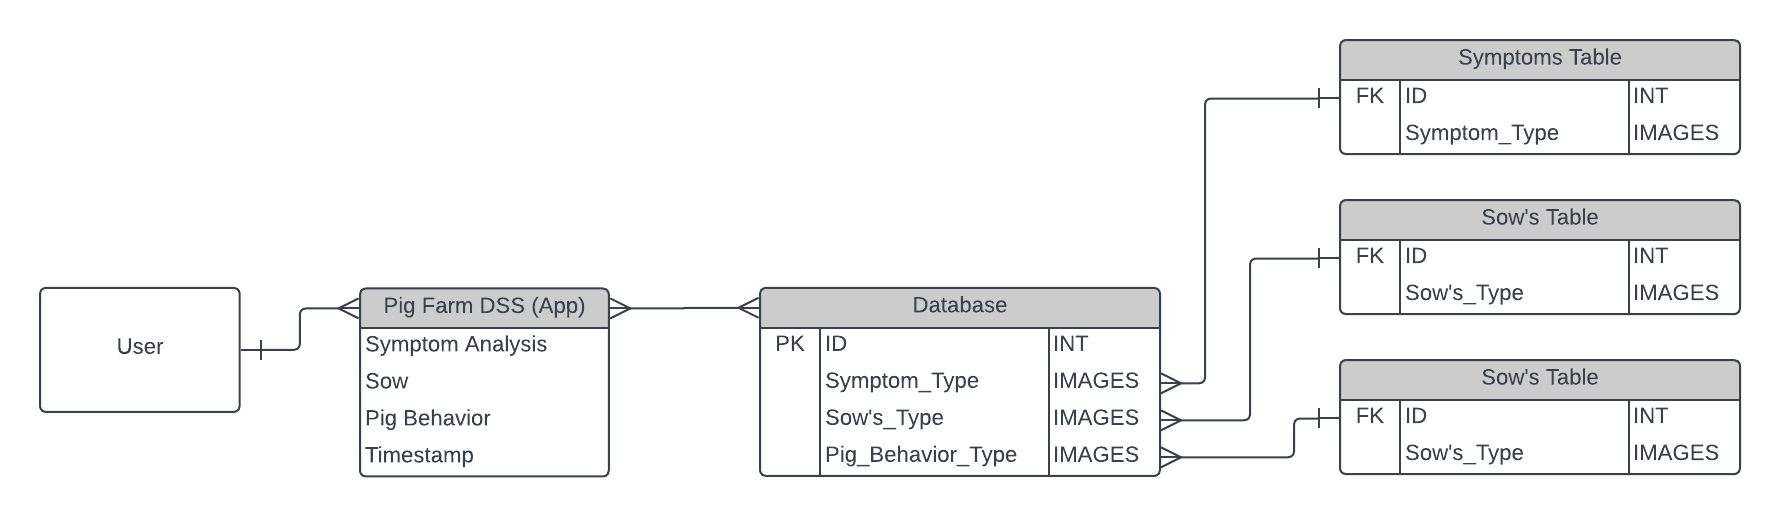 User
Pig Farm DSS (App)
Symptom Analysis
Sow
Pig Behavior
Timestamp
Database
PK ID INT
Symptom_Type IMAGES
Sow's_Type IMAGES
Pig_Behavior_Type IMAGES
Symptoms Table
FK ID INT
Symptom_Type IMAGES
Sow's Table
FK ID INT
Sow's_Type IMAGES
Sow's Table
FK ID INT
Sow's_Type IMAGES